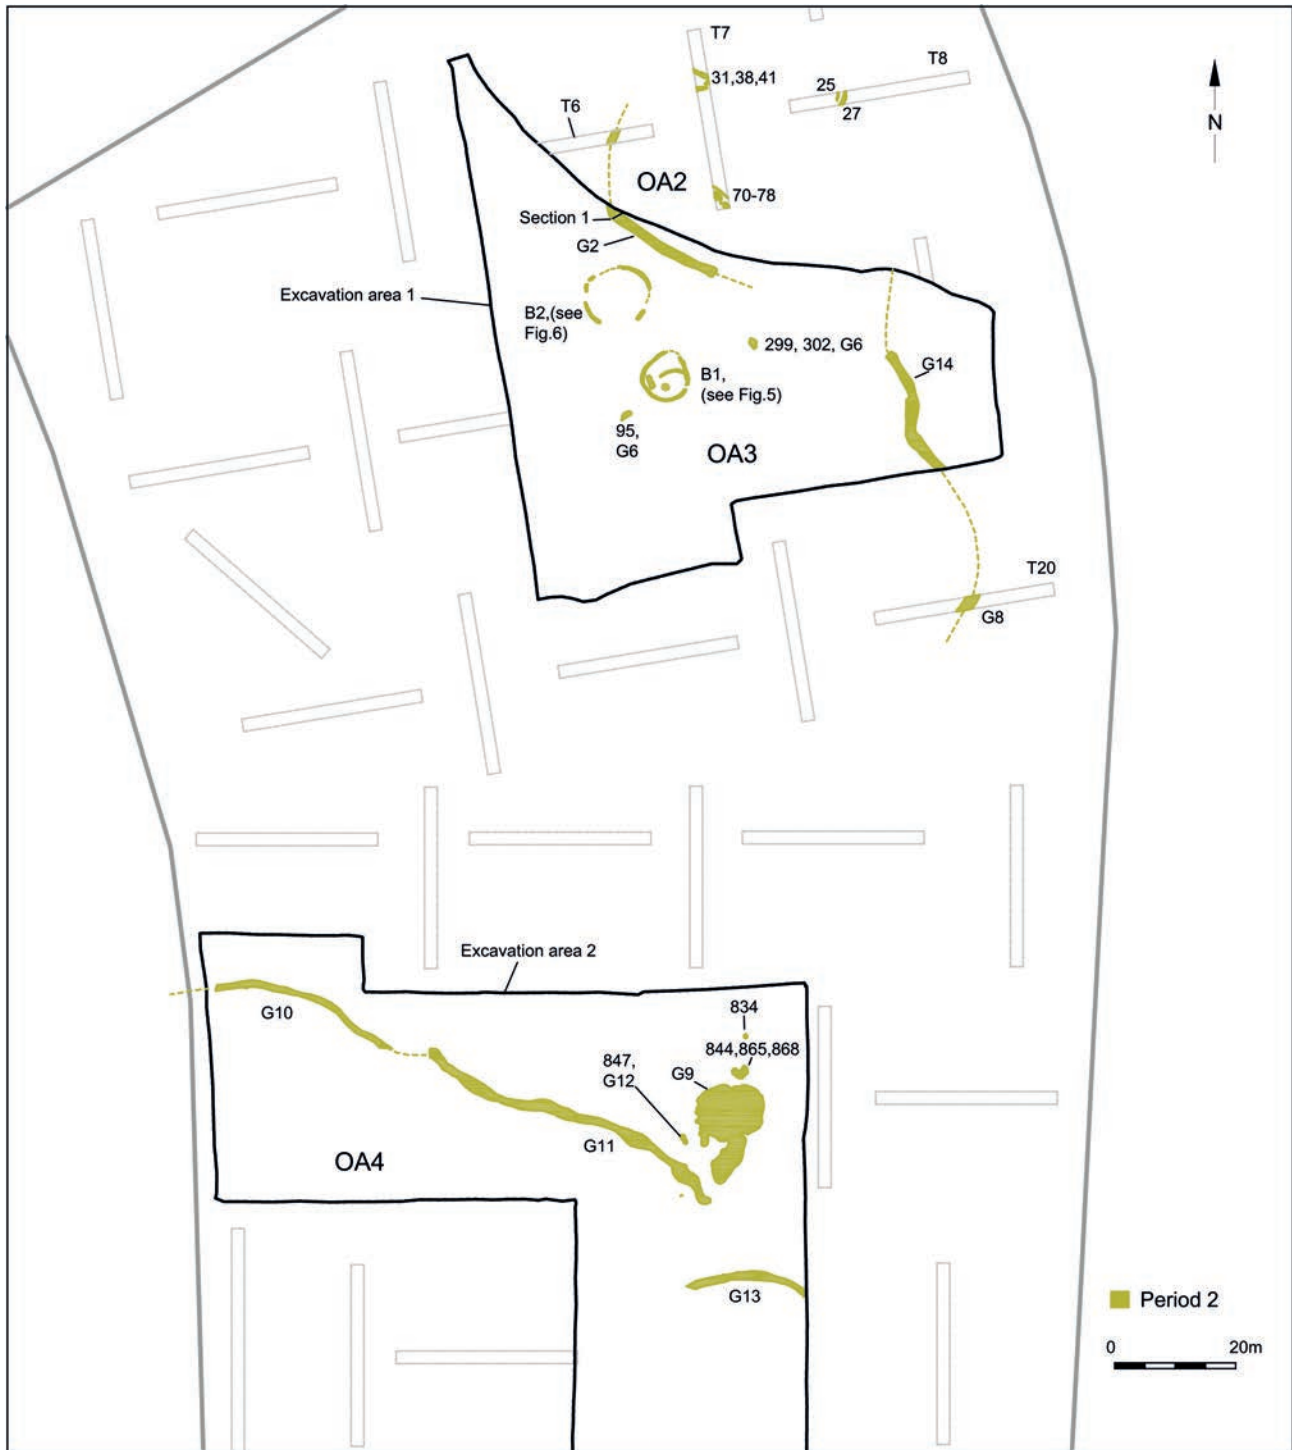 T7
T8
31,38,41
25
27
T6
N
OA2
70-78
Section 1
G2
Excavation area 1
B2,(see
Fig.6)
299, 302, G6
G14
B1,
(see Fig.5)
95,
G6
OA3
T20
G8
Excavation area 2
G10
834
844,865,868
847,
G12
G9
G11
OA4
G13
Period 2
0 20m